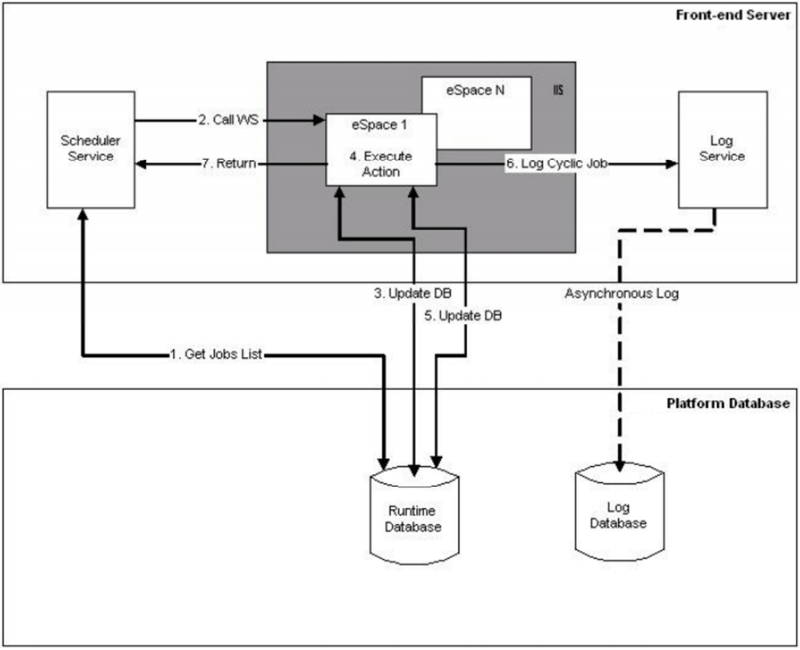 Front-end Server
eSpace N
IIS
2. Call WS
eSpace 1
Scheduler
Service
Log
Service
4. Execute
Action
7. Return
6. Log Cyclic Job
3. Update DB
Asynchronous Log
5. Update DB
1. Get Jobs List
Platform Database
Runtime
Database
Log
Database